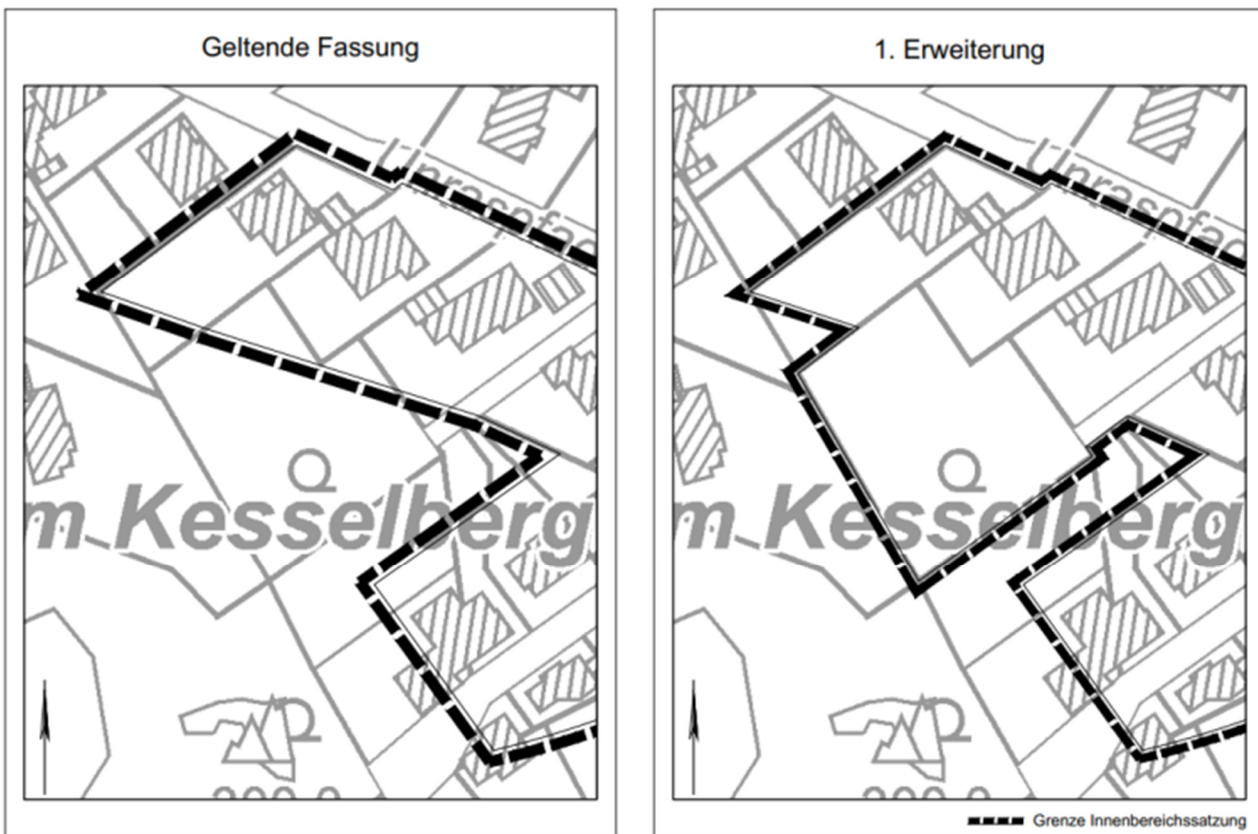 Geltende Fassung
m Kesselberg
1. Erweiterung
m Kesselberg
Grenze Innenbereichssatzung